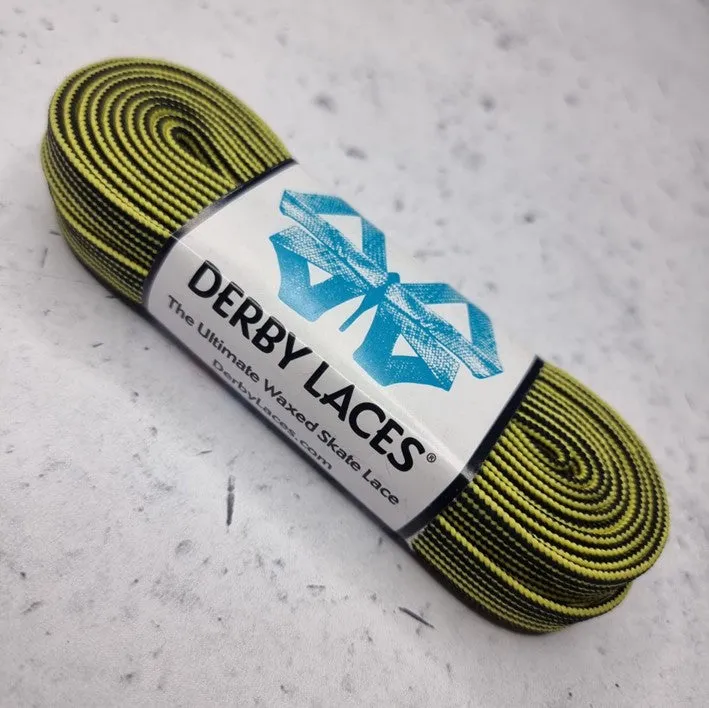 DERBY LACES®
The Ultimate Waxed Skate Lace
DerbyLaces.com